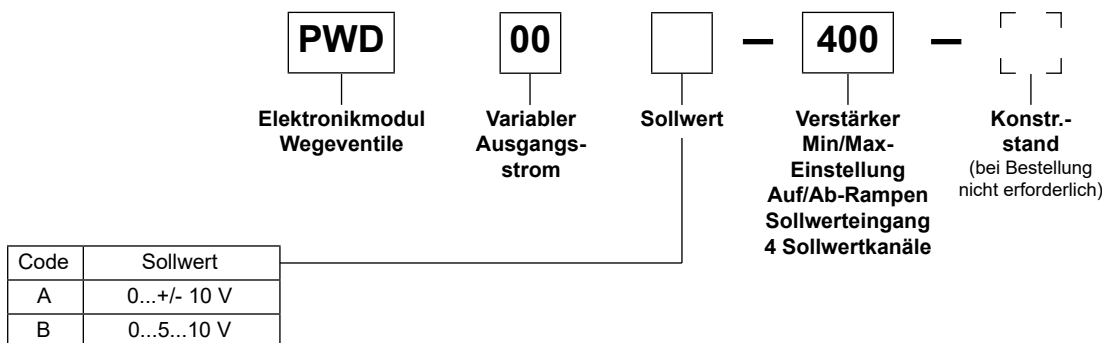 PWD 00 – 400 –
Elektronikmodul
Wegeventile
Variabler
Ausgangs-
strom
Sollwert
Verstärker
Min/Max-
Einstellung
Auf/Ab-Rampen
Sollwerteingang
4 Sollwertkanäle
Konstr.-
stand
(bei Bestellung
nicht erforderlich)
Code Sollwert
A 0...+/- 10 V
B 0...5...10 V